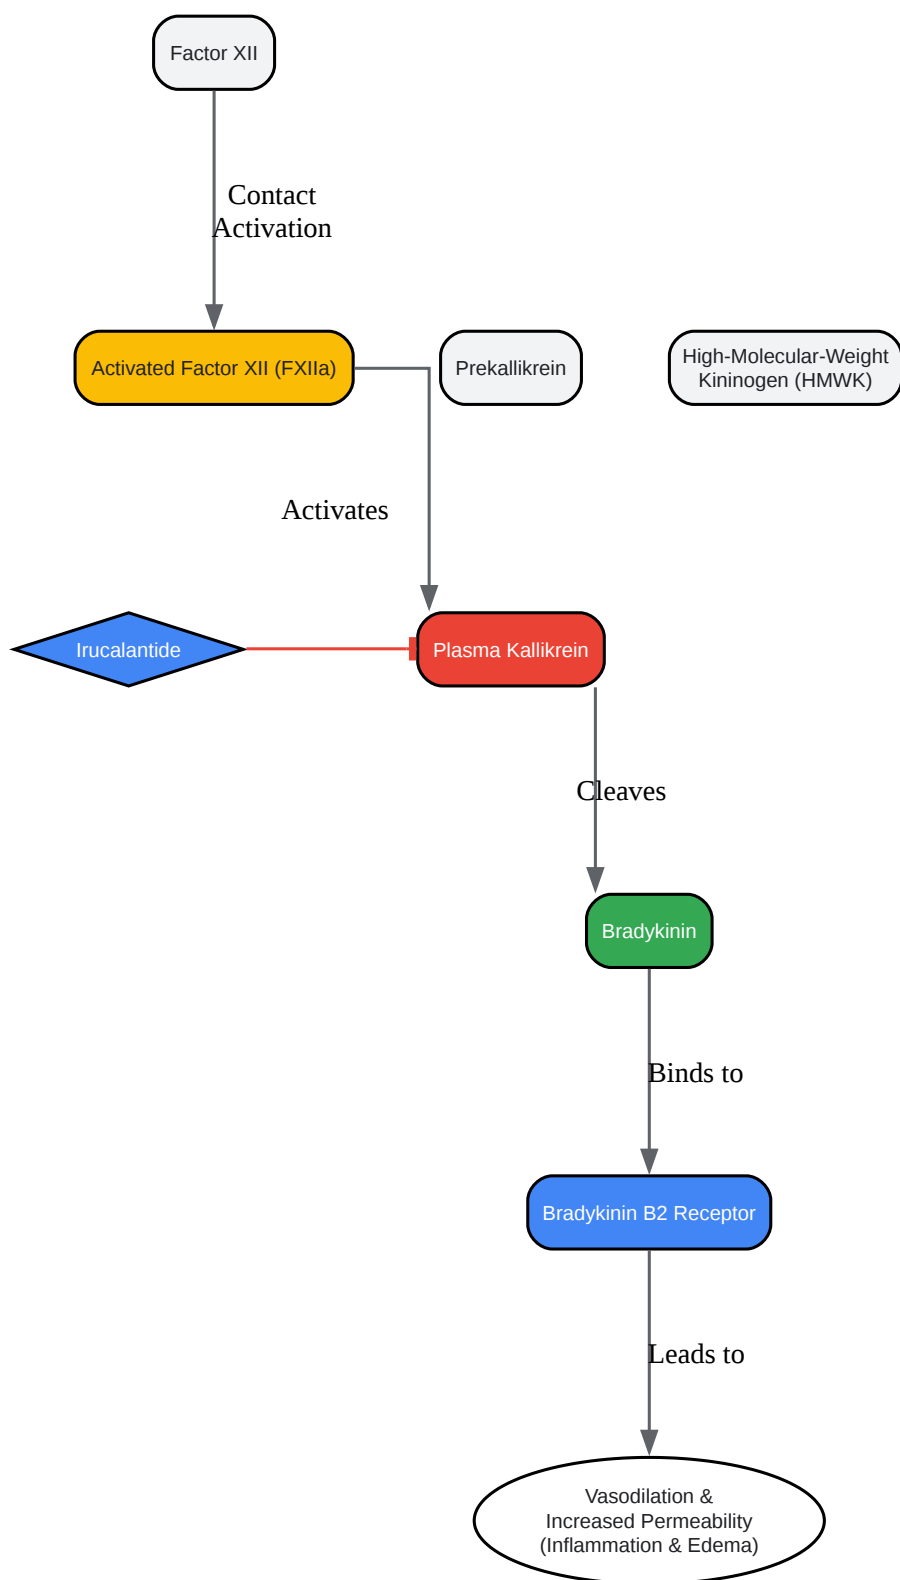 Factor XII
Contact
Activation
Activated Factor XII (FXIIa)
Prekallikrein
High-Molecular-Weight
Kininogen (HMWK)
Activates
Irucalantide
Plasma Kallikrein
Cleaves
Bradykinin
Binds to
Bradykinin B2 Receptor
Leads to
Vasodilation &
Increased Permeability
(Inflammation & Edema)